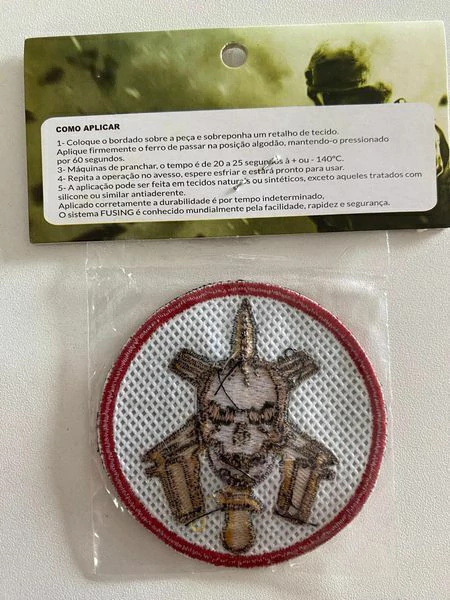 COMO APLICAR
1- Coloque o bordado sobre a peça e sobreponha um retalho de tecido.
Aplique firmemente o ferro de passar na posição algodão, mantendo-o pressionado
por 60 segundos.
3- Máquinas de pranchar, o tempo é de 20 a 25 segundos à + ou - 140°C.
4- Repita a operação no avesso, espere esfriar e estará pronto para usar.
5- A aplicação pode ser feita em tecidos naturais ou sintéticos, exceto aqueles tratados com
silicone ou similar antiaderente.
Aplicado corretamente a durabilidade é por tempo indeterminado,
O sistema FUSING é conhecido mundialmente pela facilidade, rapidez e segurança.